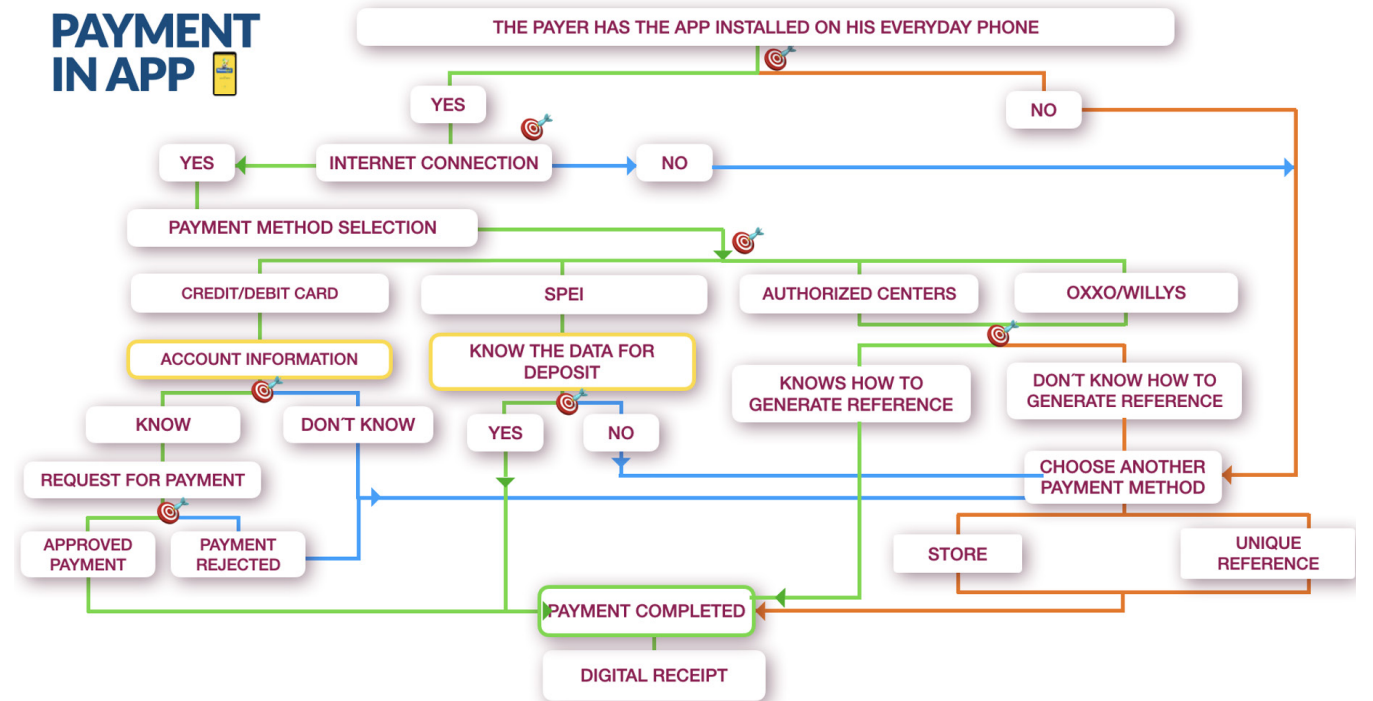 PAYMENT
IN APP
THE PAYER HAS THE APP INSTALLED ON HIS EVERYDAY PHONE
YES
NO
YES
INTERNET CONNECTION
NO
PAYMENT METHOD SELECTION
CREDIT/DEBIT CARD
SPEI
AUTHORIZED CENTERS
OXXO/WILLYS
ACCOUNT INFORMATION
KNOW THE DATA FOR
DEPOSIT
KNOWS HOW TO
GENERATE REFERENCE
DON´T KNOW HOW TO
GENERATE REFERENCE
KNOW
DON´T KNOW
YES
NO
REQUEST FOR PAYMENT
CHOOSE ANOTHER
PAYMENT METHOD
APPROVED
PAYMENT
PAYMENT
REJECTED
STORE
UNIQUE
REFERENCE
PAYMENT COMPLETED
DIGITAL RECEIPT